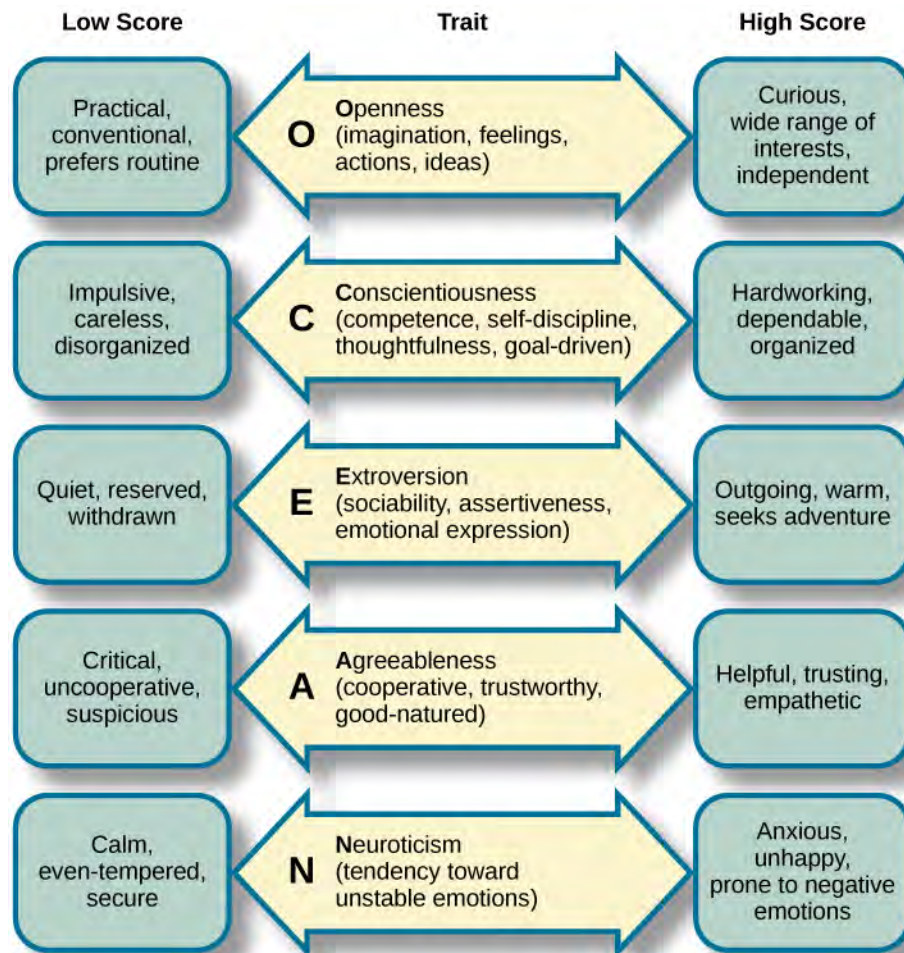 Low Score
Trait
High Score
Practical,
conventional,
prefers routine
O
Openness
(imagination, feelings,
actions, ideas)
Curious,
wide range of
interests,
independent
Impulsive,
careless,
disorganized
C
Conscientiousness
(competence, self-discipline,
thoughtfulness, goal-driven)
Hardworking,
dependable,
organized
Quiet, reserved,
withdrawn
E
Extroversion
(sociability, assertiveness,
emotional expression)
Outgoing, warm,
seeks adventure
Critical,
uncooperative,
suspicious
A
Agreeableness
(cooperative, trustworthy,
good-natured)
Helpful, trusting,
empathetic
Calm,
even-tempered,
secure
N
Neuroticism
(tendency toward
unstable emotions)
Anxious,
unhappy,
prone to negative
emotions